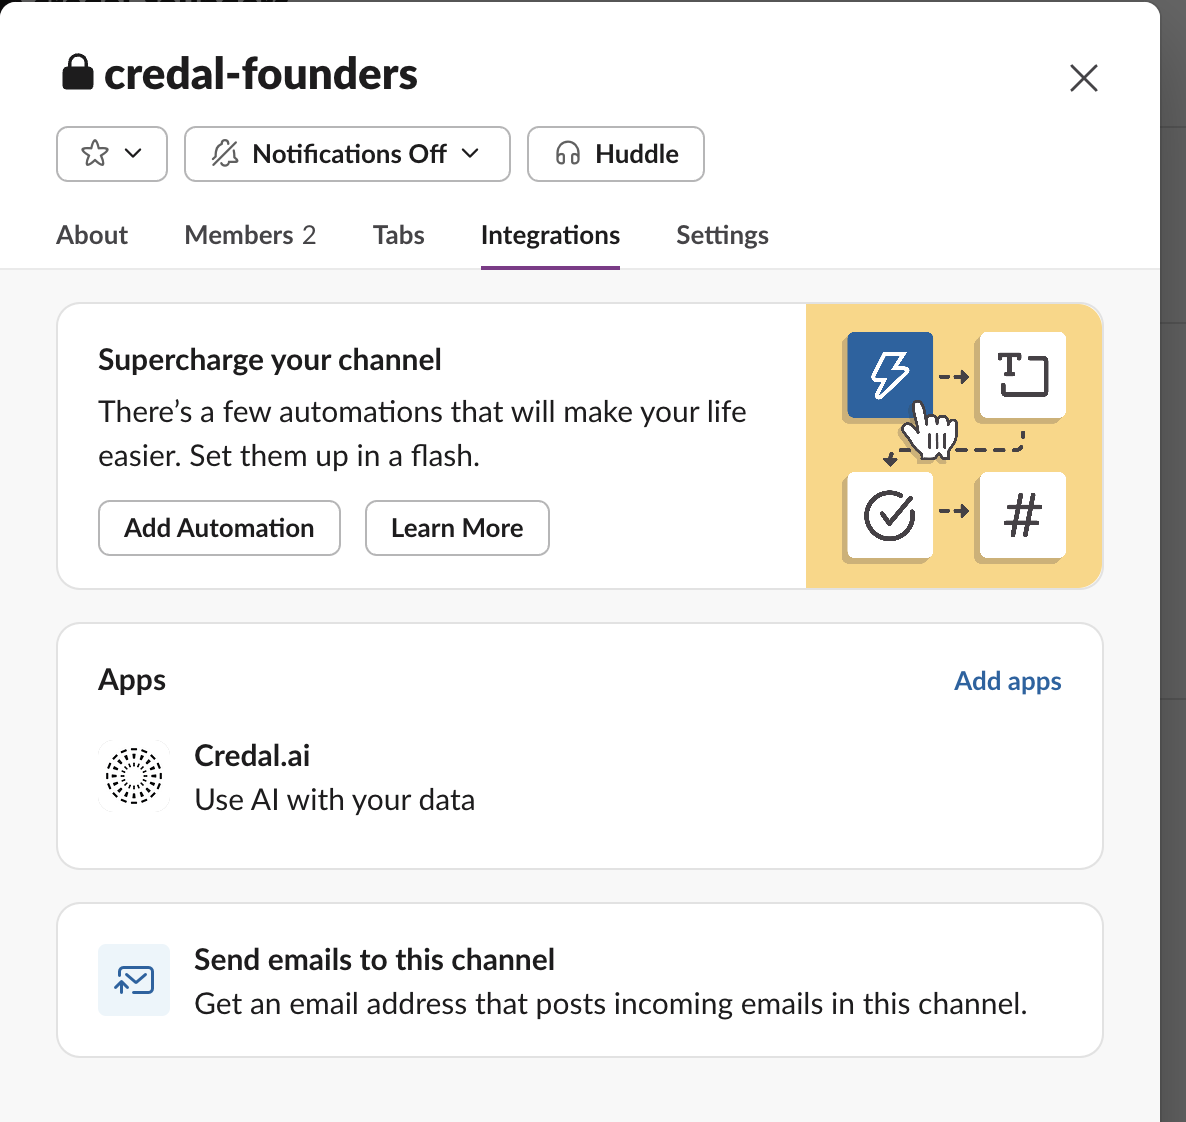 credal-founders
Notifications Off
Huddle
About
Members 2
Tabs
Integrations
Settings
Supercharge your channel
There’s a few automations that will make your life
easier. Set them up in a flash.
Add Automation
Learn More
T
#
Apps
Add apps
Credal.ai
Use AI with your data
Send emails to this channel
Get an email address that posts incoming emails in this channel.